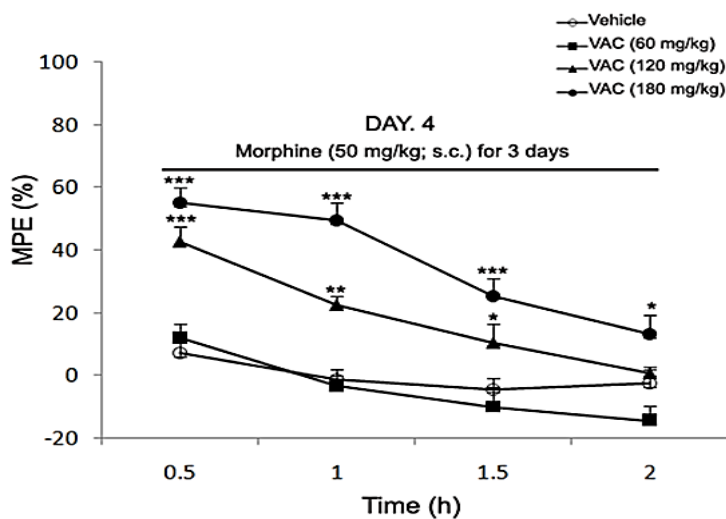 Vehicle
VAC (60 mg/kg)
VAC (120 mg/kg)
VAC (180 mg/kg)
100
80
60
40
20
0
-20
MPE (%)
DAY. 4
Morphine (50 mg/kg; s.c.) for 3 days
***
***
***
**
***
*
*
0.5 1 1.5 2
Time (h)